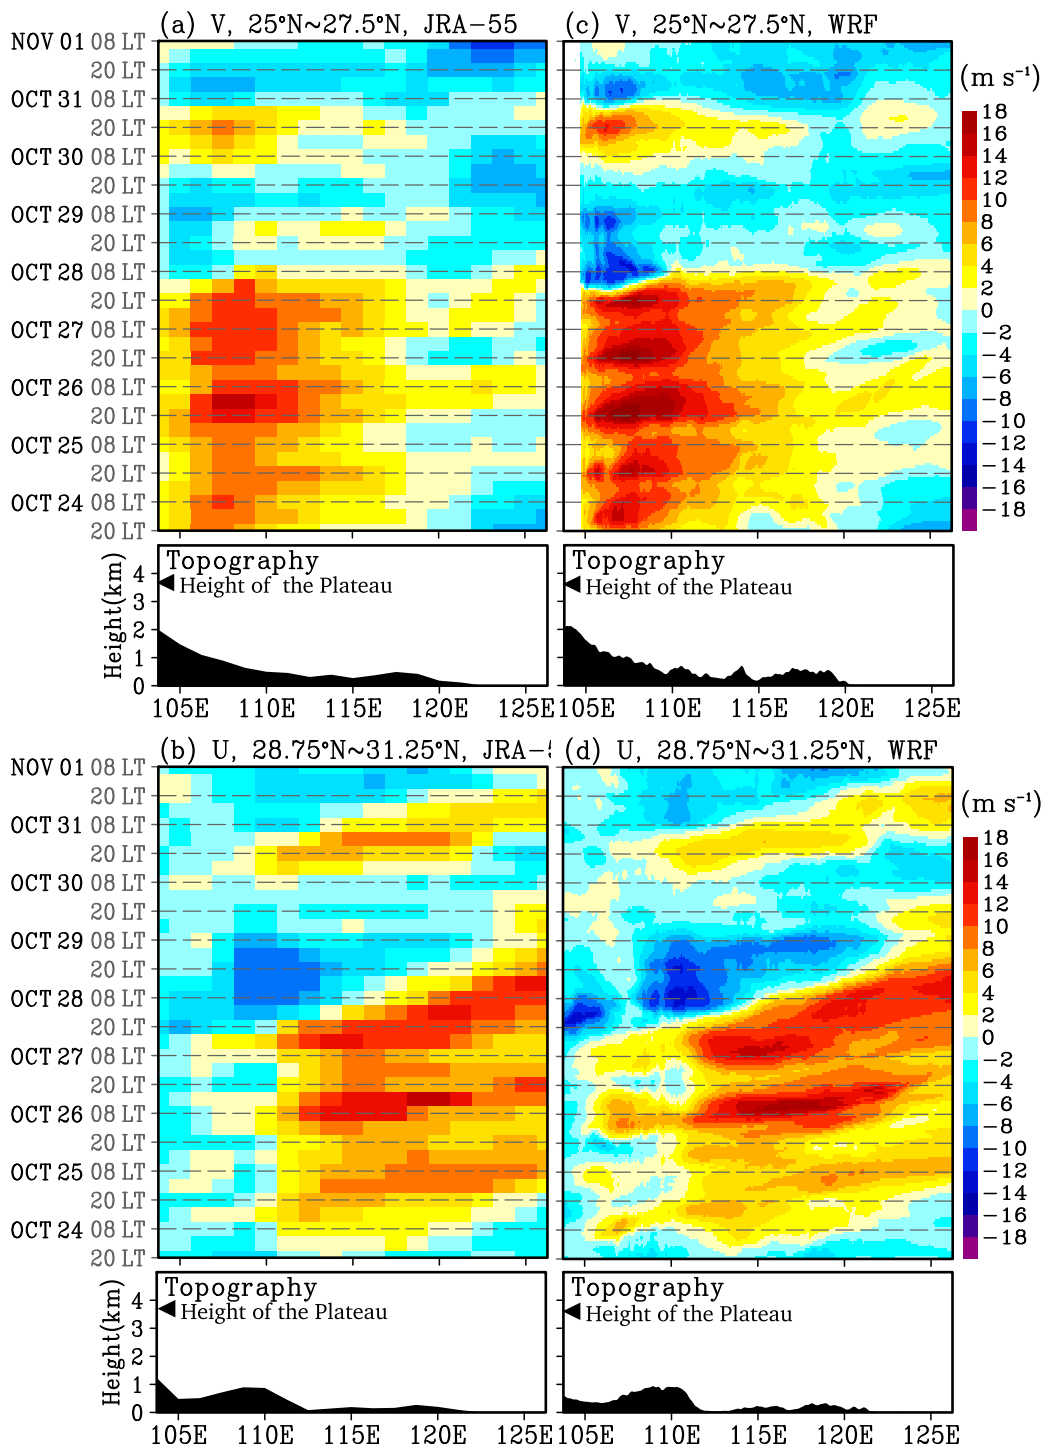 (a) V, 25°N~27.5°N, JRA−55
(c) V, 25°N~27.5°N, WRF
NOV 01 08 LT
20 LT
OCT 31 08 LT
20 LT
OCT 30 08 LT
20 LT
OCT 29 08 LT
20 LT
OCT 28 08 LT
20 LT
OCT 27 08 LT
20 LT
OCT 26 08 LT
20 LT
OCT 25 08 LT
20 LT
OCT 24 08 LT
20 LT
(m s⁻¹)
18
16
14
12
10
8
6
4
2
0
−2
−4
−6
−8
−10
−12
−14
−16
−18
Topography
Height of the Plateau
Height(km)
4
3
2
1
0
105E 110E 115E 120E 125E
Topography
Height of the Plateau
105E 110E 115E 120E 125E
(b) U, 28.75°N~31.25°N, JRA−5
(d) U, 28.75°N~31.25°N, WRF
NOV 01 08 LT
20 LT
OCT 31 08 LT
20 LT
OCT 30 08 LT
20 LT
OCT 29 08 LT
20 LT
OCT 28 08 LT
20 LT
OCT 27 08 LT
20 LT
OCT 26 08 LT
20 LT
OCT 25 08 LT
20 LT
OCT 24 08 LT
20 LT
(m s⁻¹)
18
16
14
12
10
8
6
4
2
0
−2
−4
−6
−8
−10
−12
−14
−16
−18
Topography
Height of the Plateau
Height(km)
4
3
2
1
0
105E 110E 115E 120E 125E
Topography
Height of the Plateau
105E 110E 115E 120E 125E